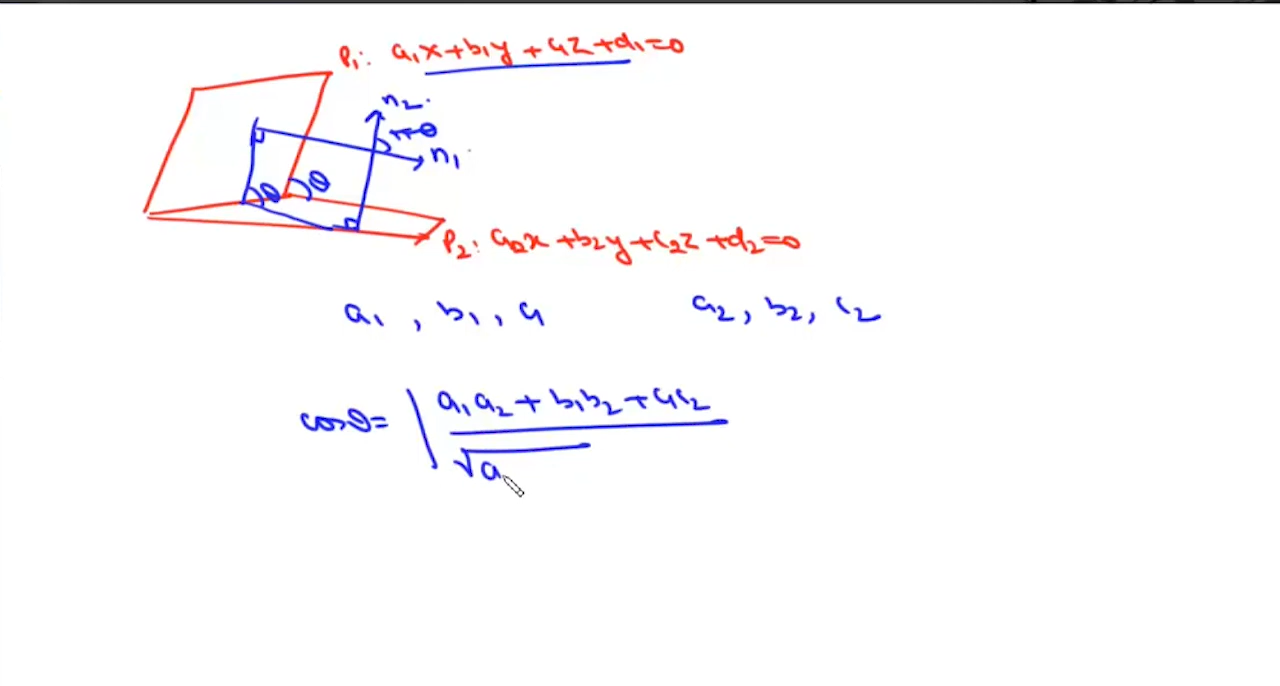 P₁: a₁x+b₁y+c₁z+d₁=0
n₂
π-θ
n₁
θ θ
P₂: a₂x+b₂y+c₂z+d₂=0
a₁, b₁, c₁ a₂, b₂, c₂
cosθ= | a₁a₂+b₁b₂+c₁c₂
√a